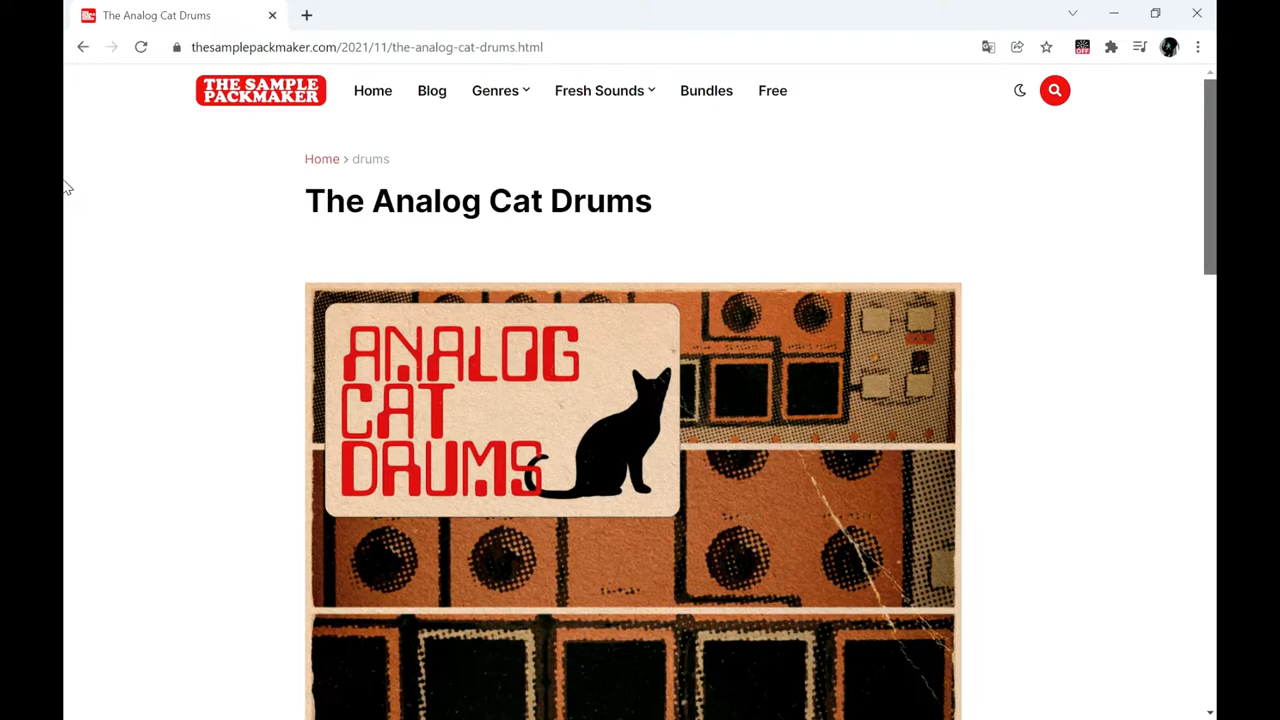 The Analog Cat Drums
thesamplepackmaker.com/2021/11/the-analog-cat-drums.html
OFF
THE SAMPLE
PACKMAKER
Home
Blog
Genres
Fresh Sounds
Bundles
Free
Home > drums
The Analog Cat Drums
ANALOG
CAT
DRUMS